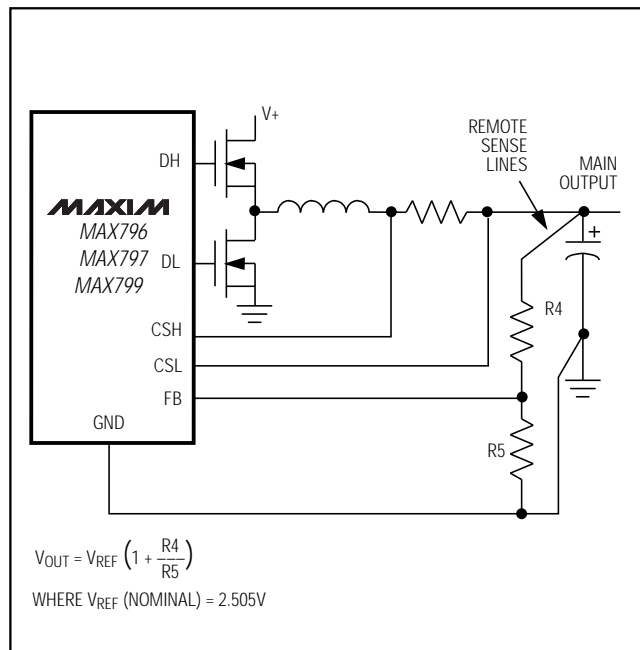 V+
REMOTE
SENSE
LINES
MAIN
OUTPUT
DH
MAXIM
MAX796
MAX797
MAX799
DL
+
R4
CSH
CSL
FB
GND
R5
VOUT = VREF (1 + R4/R5)
WHERE VREF (NOMINAL) = 2.505V